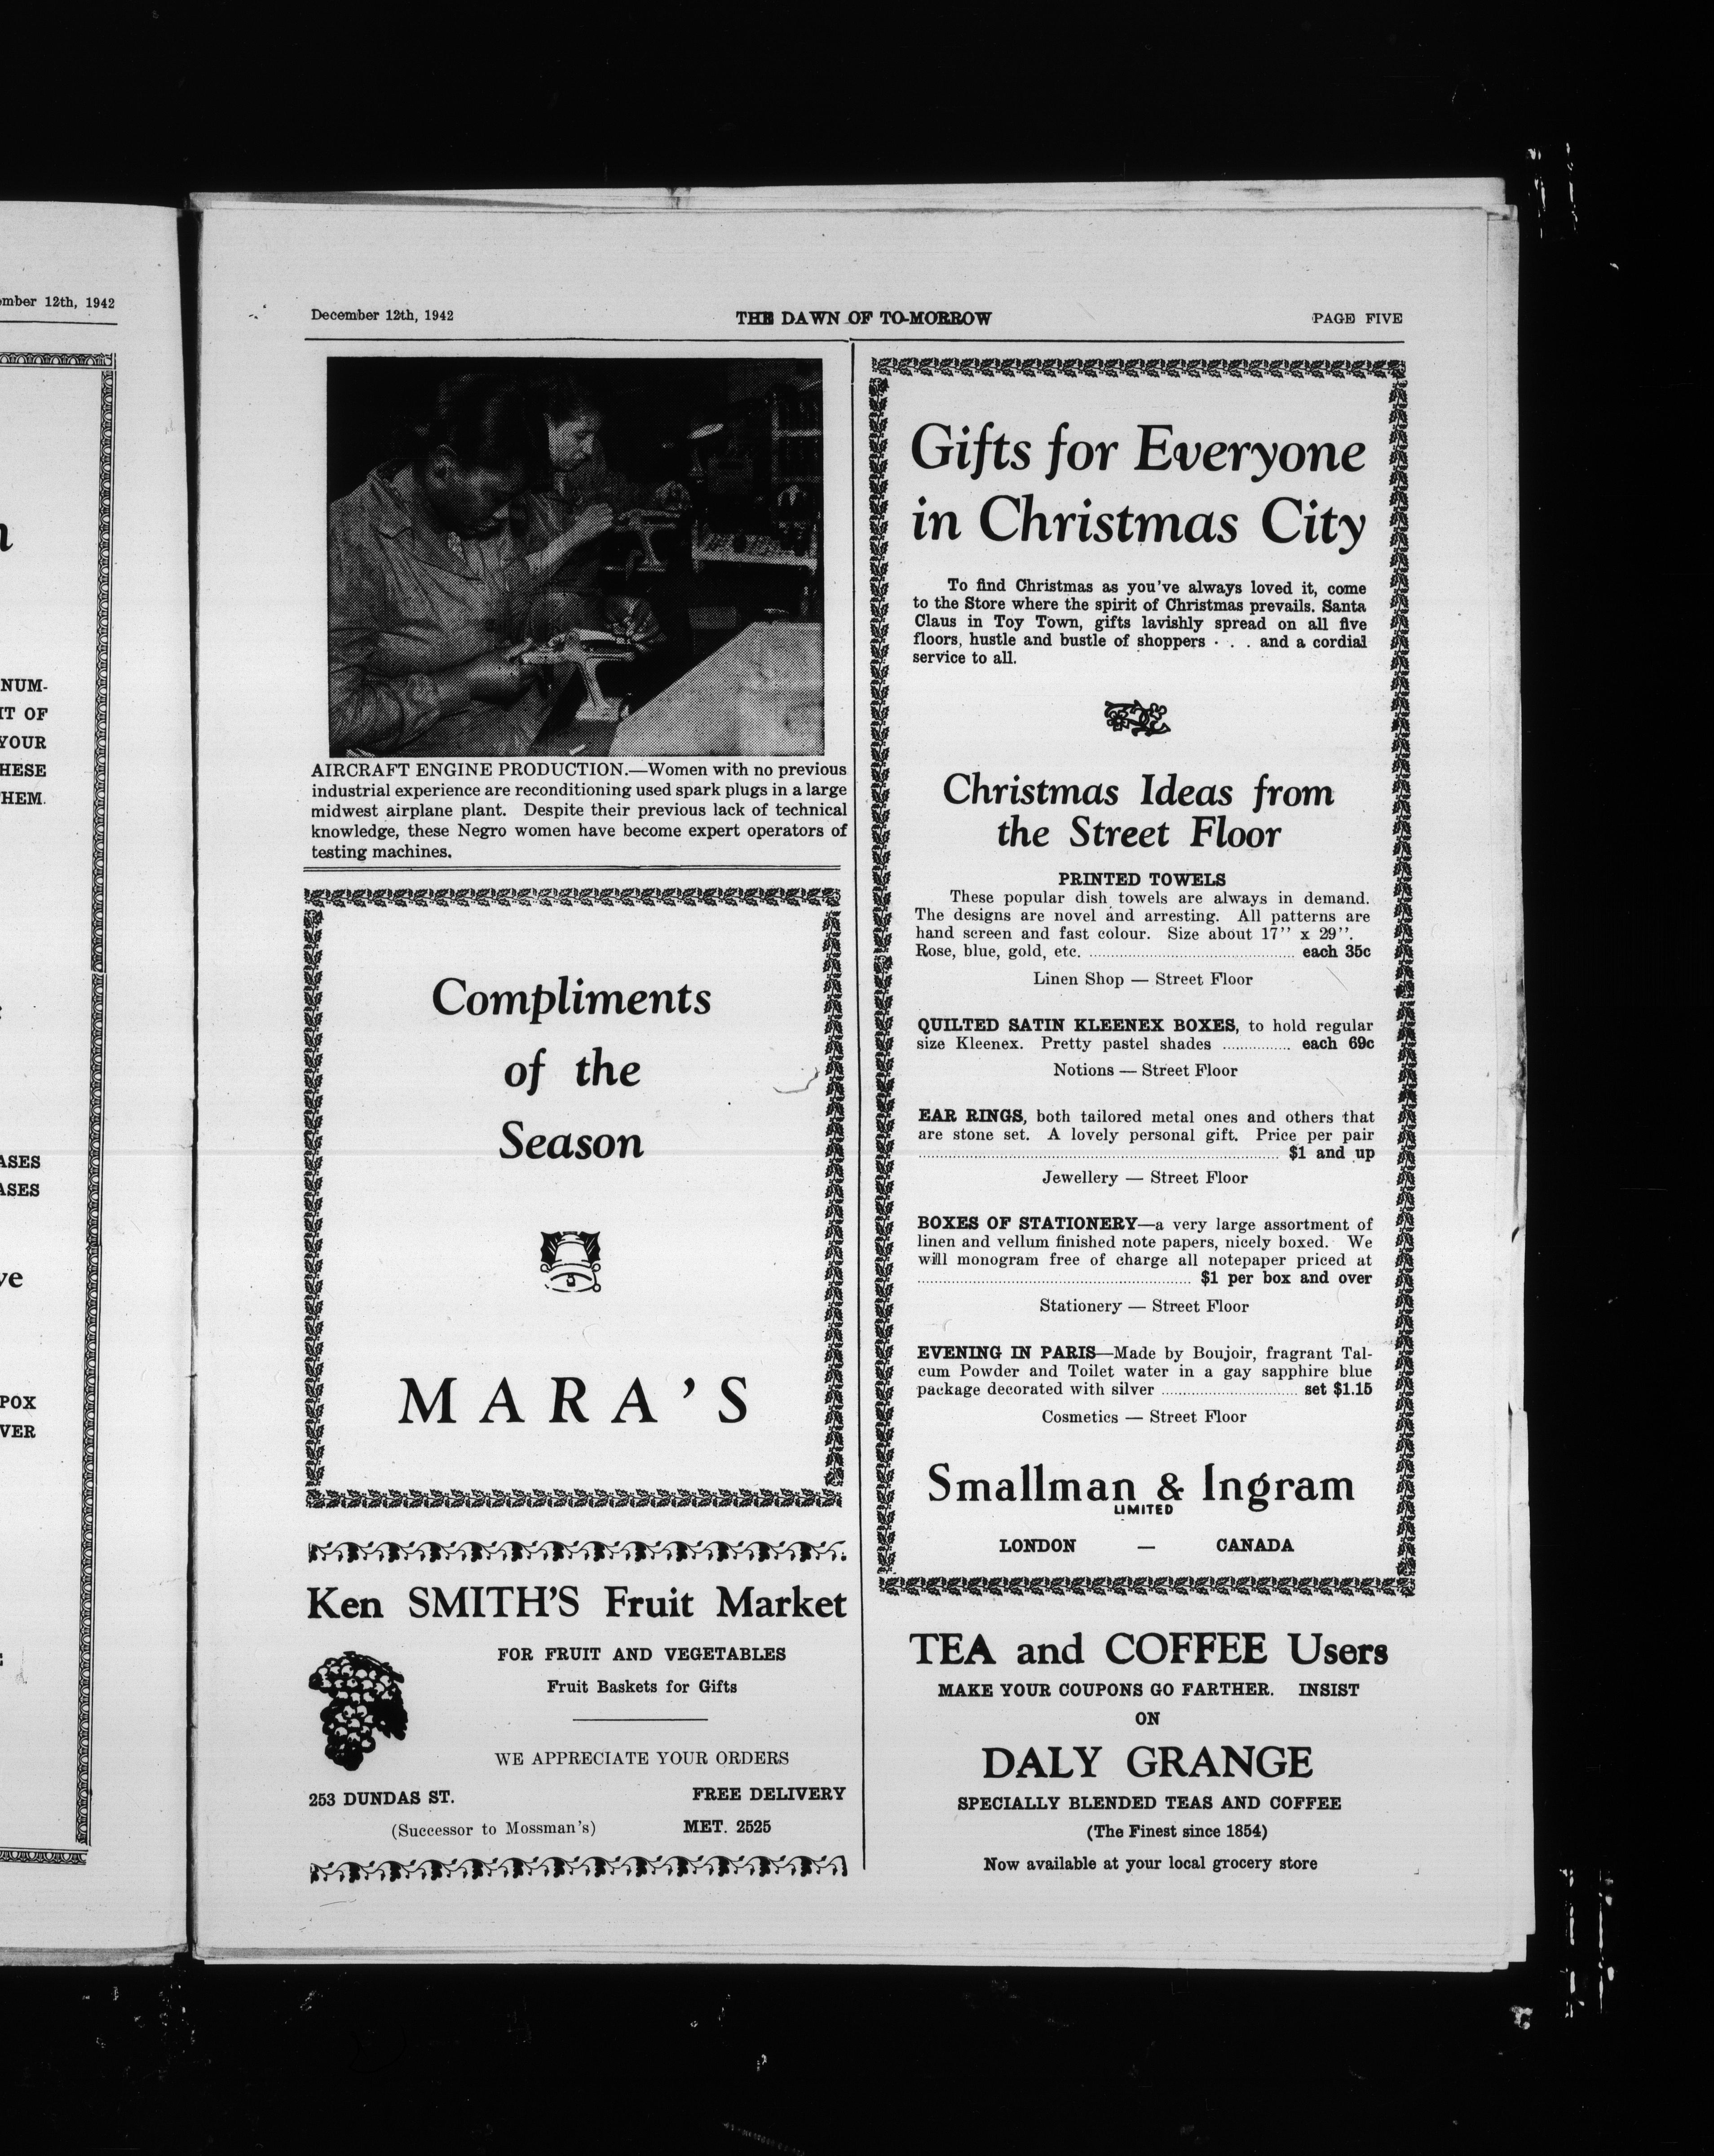 ember 12th, 1942
NUM-
IT OF
YOUR
HESE
HEM.
ASES
ASES
ve
POX
VER
December 12th, 1942
THE DAWN OF TO-MORROW
PAGE FIVE
AIRCRAFT ENGINE PRODUCTION.—Women with no previous
industrial experience are reconditioning used spark plugs in a large
midwest airplane plant. Despite their previous lack of technical
knowledge, these Negro women have become expert operators of
testing machines.
Compliments
of the
Season
MARA'S
Ken SMITH'S Fruit Market
FOR FRUIT AND VEGETABLES
Fruit Baskets for Gifts
WE APPRECIATE YOUR ORDERS
253 DUNDAS ST. FREE DELIVERY
(Successor to Mossman's) MET. 2525
Gifts for Everyone
in Christmas City
To find Christmas as you've always loved it, come
to the Store where the spirit of Christmas prevails. Santa
Claus in Toy Town, gifts lavishly spread on all five
floors, hustle and bustle of shoppers . . . and a cordial
service to all.
Christmas Ideas from
the Street Floor
PRINTED TOWELS
These popular dish towels are always in demand.
The designs are novel and arresting. All patterns are
hand screen and fast colour. Size about 17'' x 29''.
Rose, blue, gold, etc. ........ each 35c
Linen Shop — Street Floor
QUILTED SATIN KLEENEX BOXES, to hold regular
size Kleenex. Pretty pastel shades ........ each 69c
Notions — Street Floor
EAR RINGS, both tailored metal ones and others that
are stone set. A lovely personal gift. Price per pair
........ $1 and up
Jewellery — Street Floor
BOXES OF STATIONERY—a very large assortment of
linen and vellum finished note papers, nicely boxed. We
will monogram free of charge all notepaper priced at
........ $1 per box and over
Stationery — Street Floor
EVENING IN PARIS—Made by Boujoir, fragrant Tal-
cum Powder and Toilet water in a gay sapphire blue
package decorated with silver ........ set $1.15
Cosmetics — Street Floor
Smallman & Ingram
LIMITED
LONDON — CANADA
TEA and COFFEE Users
MAKE YOUR COUPONS GO FARTHER. INSIST
ON
DALY GRANGE
SPECIALLY BLENDED TEAS AND COFFEE
(The Finest since 1854)
Now available at your local grocery store